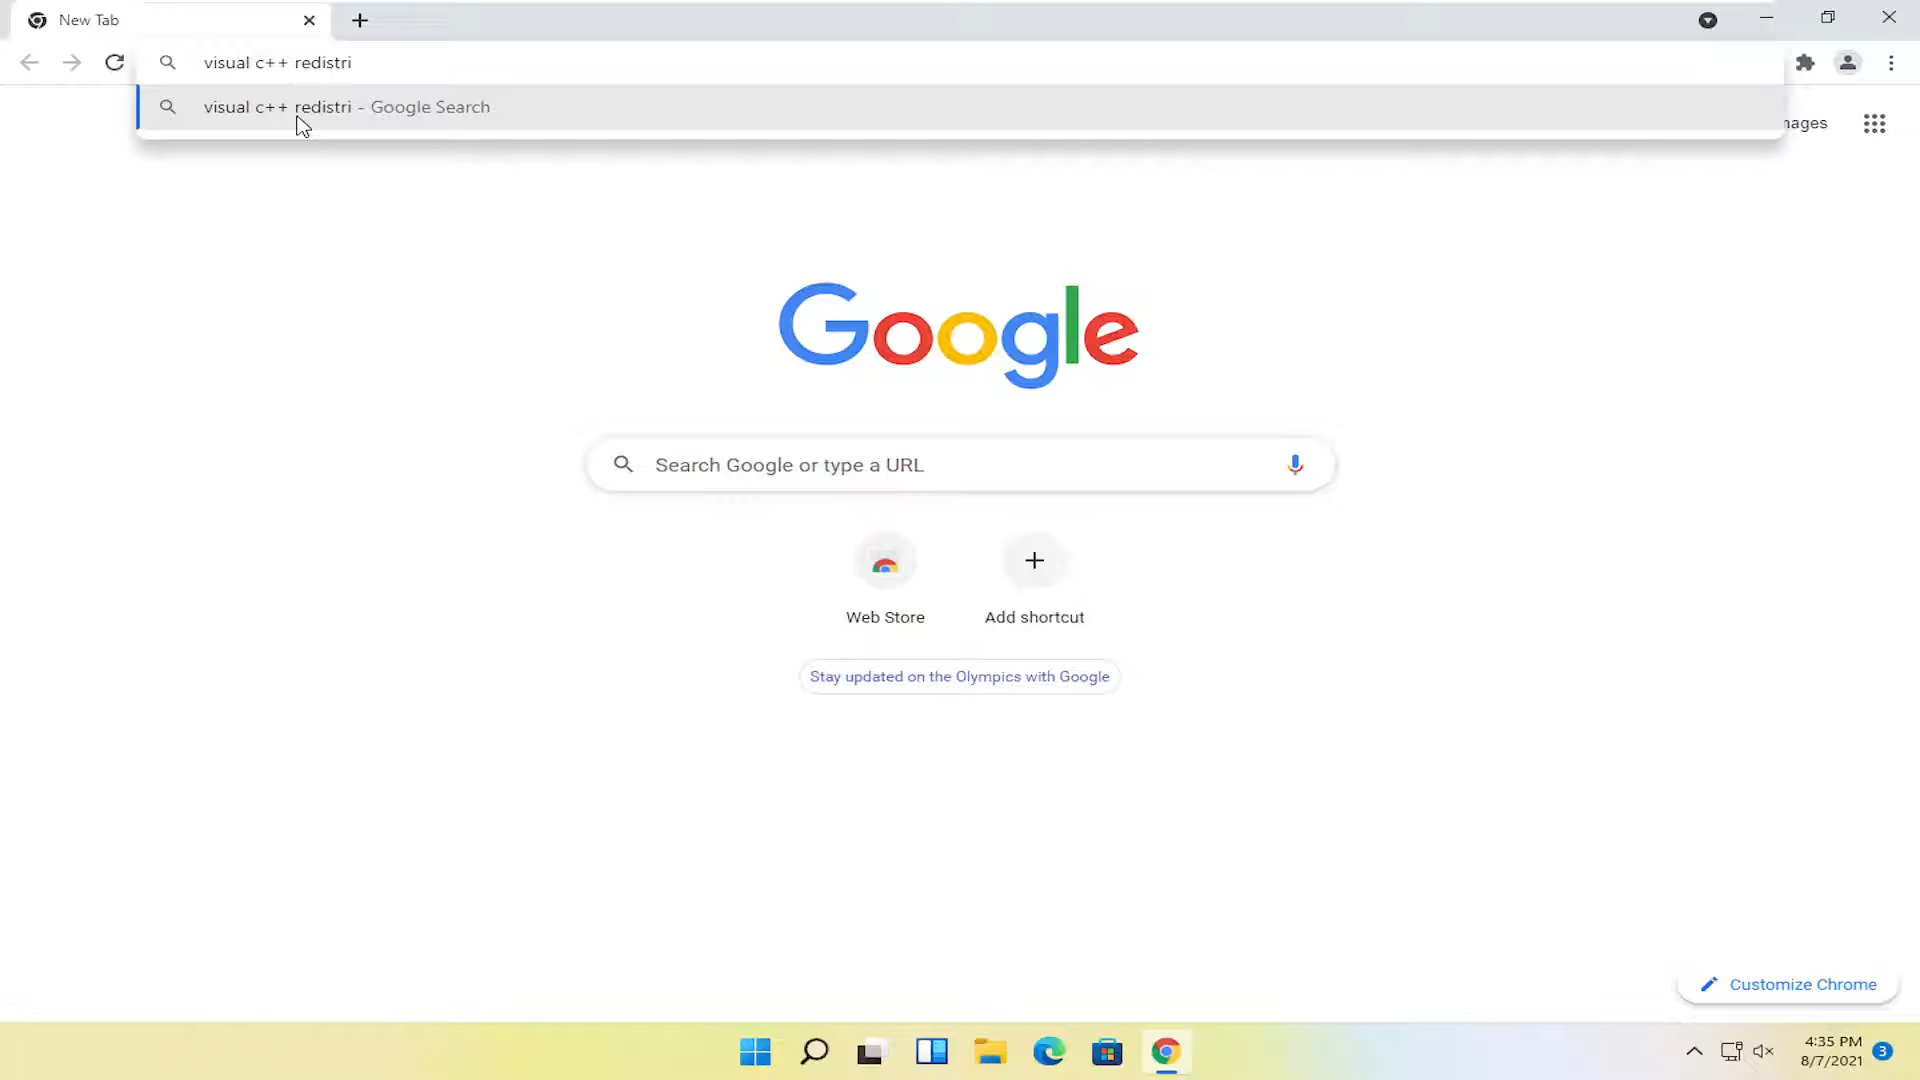 New Tab
visual c++ redistri
visual c++ redistri - Google Search
mages
Google
Search Google or type a URL
Web Store
Add shortcut
Stay updated on the Olympics with Google
Customize Chrome
4:35 PM
8/7/2021
3